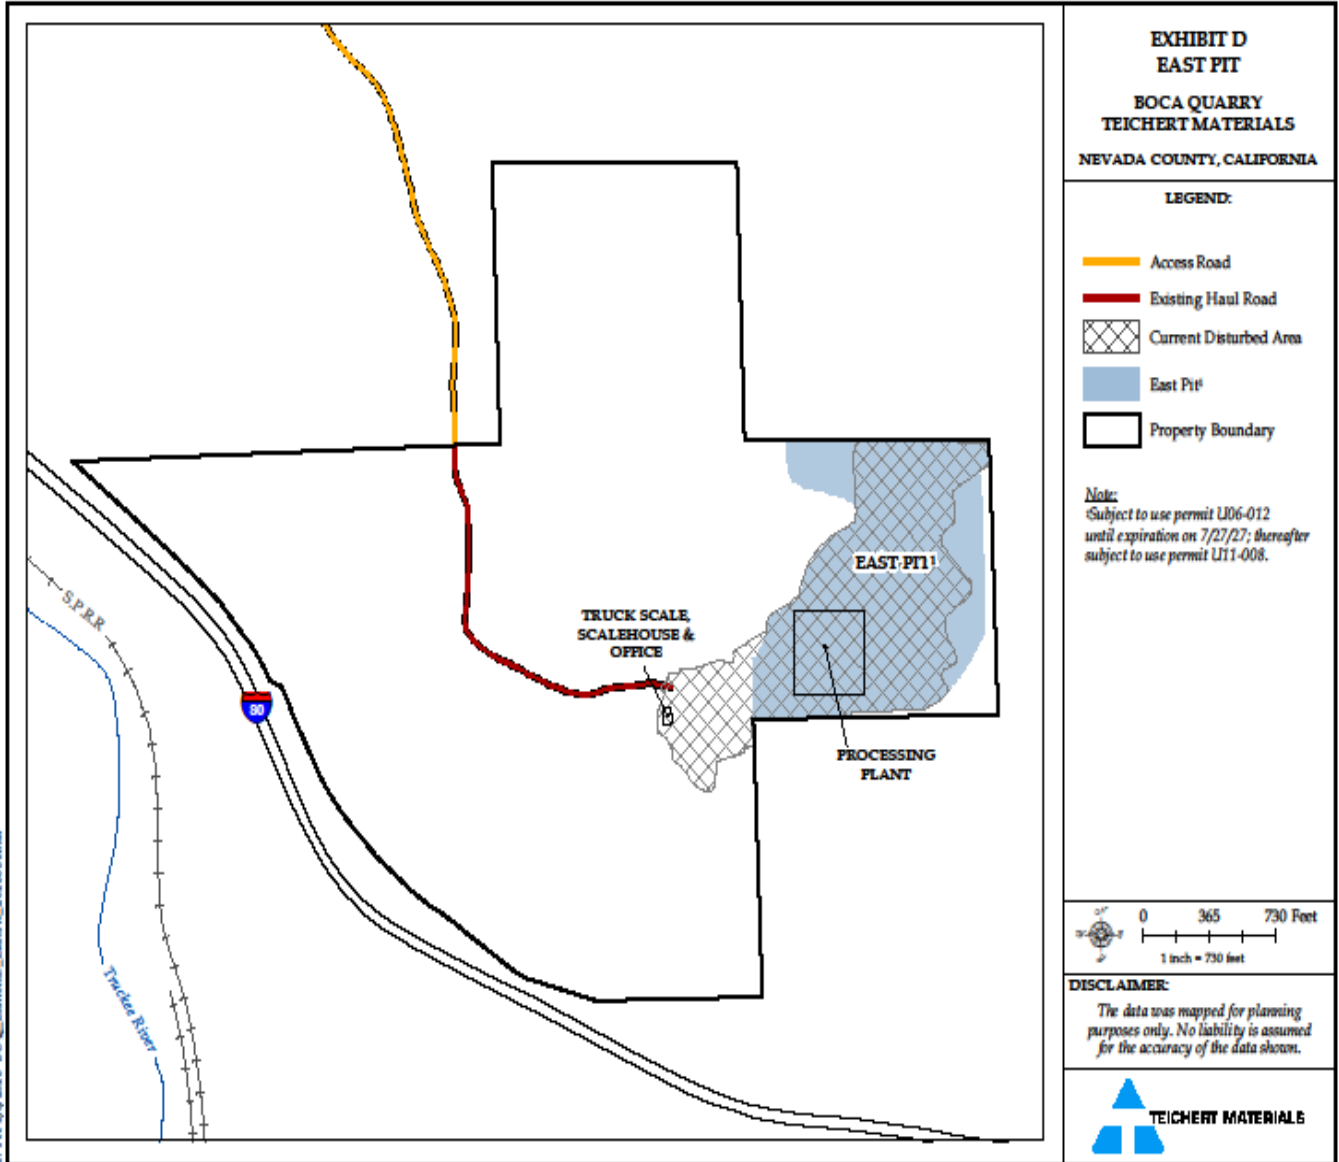 EXHIBIT D
EAST PIT
BOCA QUARRY
TEICHERT MATERIALS
NEVADA COUNTY, CALIFORNIA
LEGEND:
Access Road
Existing Haul Road
Current Disturbed Area
East Pit¹
Property Boundary
Note:
¹Subject to use permit U06-012
until expiration on 7/27/27; thereafter
subject to use permit U11-008.
EAST PIT¹
TRUCK SCALE,
SCALEHOUSE &
OFFICE
PROCESSING
PLANT
S.P.R.R
80
Truckee River
0 365 730 Feet
1 inch = 730 feet
DISCLAIMER:
The data was mapped for planning
purposes only. No liability is assumed
for the accuracy of the data shown.
TEICHERT MATERIALS